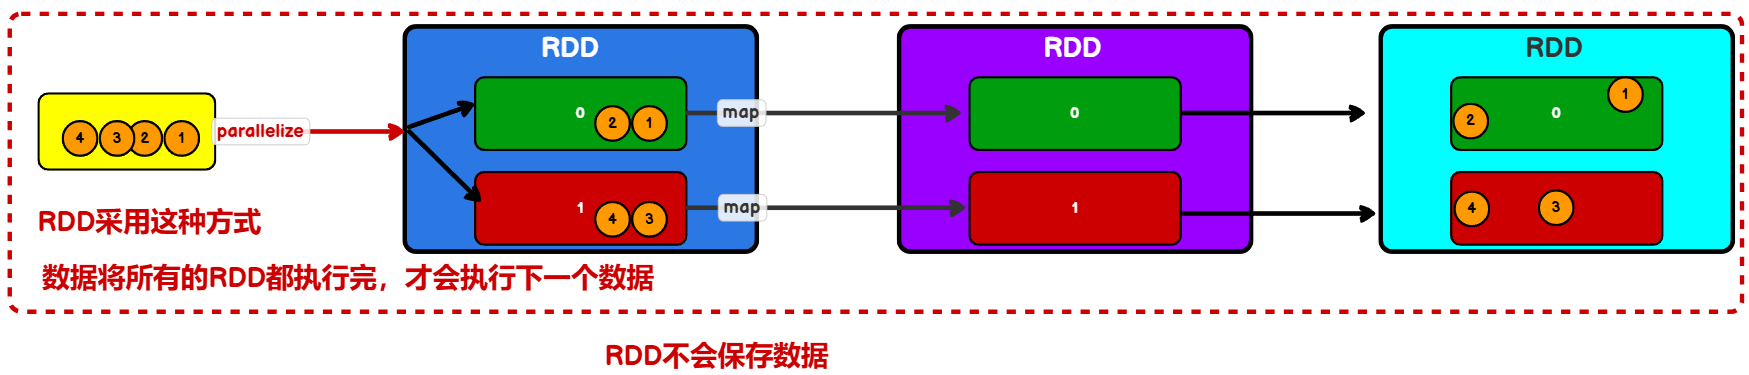 RDD
RDD
RDD
4 3 2 1
parallelize
0 2 1
map
0
2 0 1
1 4 3
map
1
4 3
RDD采用这种方式
数据将所有的RDD都执行完，才会执行下一个数据
RDD不会保存数据